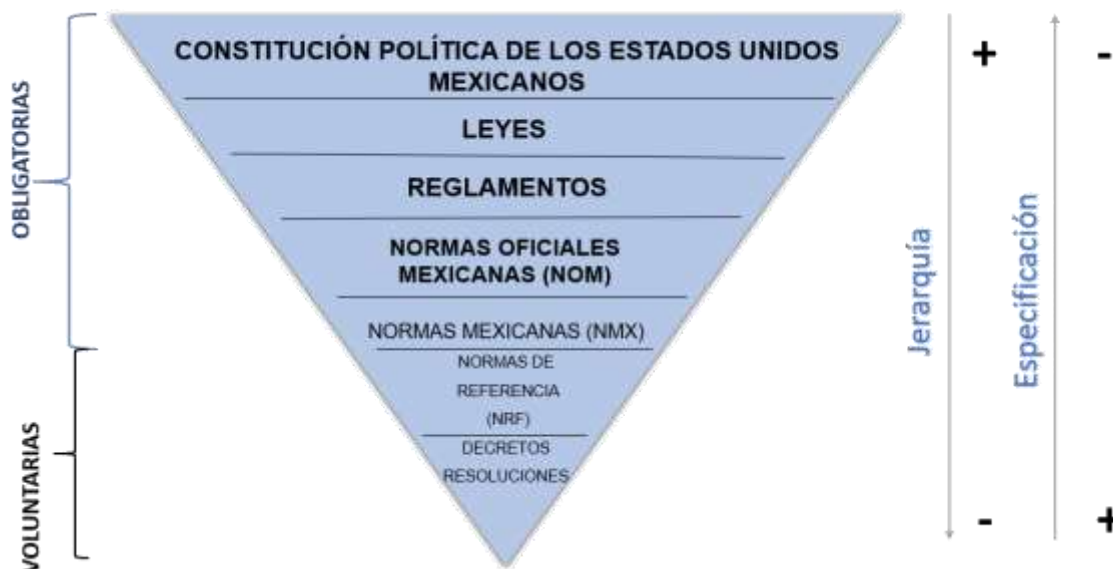 CONSTITUCIÓN POLÍTICA DE LOS ESTADOS UNIDOS
MEXICANOS
LEYES
REGLAMENTOS
NORMAS OFICIALES
MEXICANAS (NOM)
NORMAS MEXICANAS (NMX)
NORMAS DE
REFERENCIA
(NRF)
DECRETOS
RESOLUCIONES
OBLIGATORIAS
VOLUNTARIAS
Jerarquía
+
-
Especificación
-
+